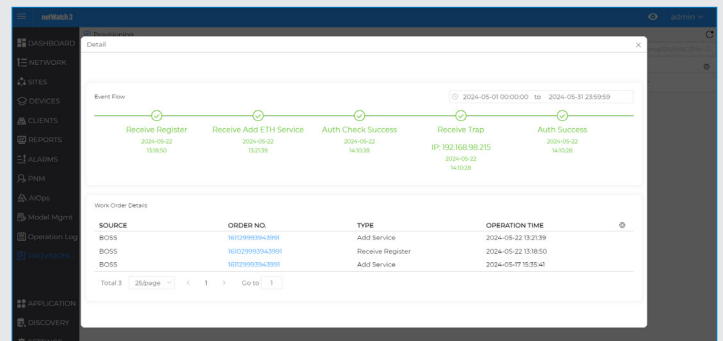 netWatch 3
admin
Provisioning
DASHBOARD
NETWORK
SITES
DEVICES
CLIENTS
REPORTS
ALARMS
PNM
AIOps
Model Mgmt
Operation Log
APPLICATION
DISCOVERY
Detail
Event Flow
2024-05-01 00:00:00 to 2024-05-31 23:59:59
Receive Register
2024-05-22
13:18:50
Receive Add ETH Service
2024-05-22
13:21:39
Auth Check Success
2024-05-22
14:10:28
Receive Trap
IP: 192.168.98.215
2024-05-22
14:10:28
Auth Success
2024-05-22
14:10:28
Work Order Details
SOURCE ORDER NO. TYPE OPERATION TIME
BOSS 161129993943991 Add Service 2024-05-22 13:21:39
BOSS 161029993943991 Receive Register 2024-05-22 13:18:50
BOSS 161129993943991 Add Service 2024-05-17 15:35:41
Total 3 25/page 1 Go to 1